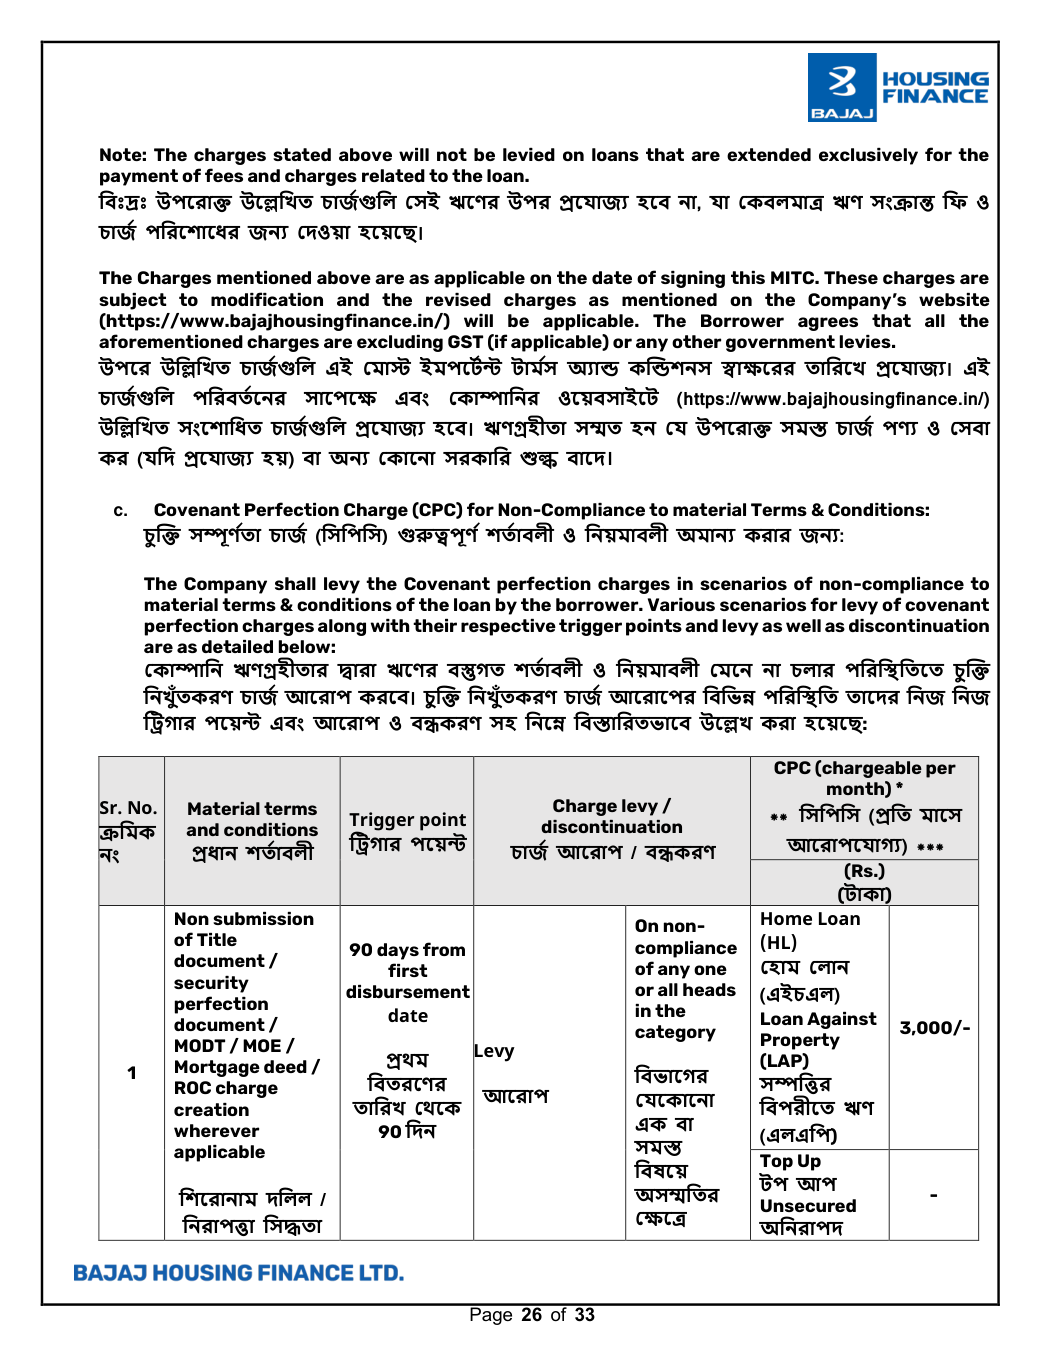 BAJAJ
HOUSING
FINANCE
Note: The charges stated above will not be levied on loans that are extended exclusively for the
payment of fees and charges related to the loan.
বিঃদ্রঃ উপরোক্ত উল্লেখিত চার্জগুলি সেই ঋণের উপর প্রযোজ্য হবে না, যা কেবলমাত্র ঋণ সংক্রান্ত ফি ও
চার্জ পরিশোধের জন্য দেওয়া হয়েছে।
The Charges mentioned above are as applicable on the date of signing this MITC. These charges are
subject to modification and the revised charges as mentioned on the Company’s website
(https://www.bajajhousingfinance.in/) will be applicable. The Borrower agrees that all the
aforementioned charges are excluding GST (if applicable) or any other government levies.
উপরে উল্লিখিত চার্জগুলি এই মোস্ট ইমপর্টেন্ট টার্মস অ্যান্ড কন্ডিশনস স্বাক্ষরের তারিখে প্রযোজ্য। এই
চার্জগুলি পরিবর্তনের সাপেক্ষে এবং কোম্পানির ওয়েবসাইটে (https://www.bajajhousingfinance.in/)
উল্লিখিত সংশোধিত চার্জগুলি প্রযোজ্য হবে। ঋণগ্রহীতা সম্মত হন যে উপরোক্ত সমস্ত চার্জ পণ্য ও সেবা
কর (যদি প্রযোজ্য হয়) বা অন্য কোনো সরকারি শুল্ক বাদে।
c. Covenant Perfection Charge (CPC) for Non-Compliance to material Terms & Conditions:
চুক্তি সম্পূর্ণতা চার্জ (সিপিসি) গুরুত্বপূর্ণ শর্তাবলী ও নিয়মাবলী অমান্য করার জন্য:
The Company shall levy the Covenant perfection charges in scenarios of non-compliance to
material terms & conditions of the loan by the borrower. Various scenarios for levy of covenant
perfection charges along with their respective trigger points and levy as well as discontinuation
are as detailed below:
কোম্পানি ঋণগ্রহীতার দ্বারা ঋণের বস্তুগত শর্তাবলী ও নিয়মাবলী মেনে না চলার পরিস্থিতিতে চুক্তি
নিখুঁতকরণ চার্জ আরোপ করবে। চুক্তি নিখুঁতকরণ চার্জ আরোপের বিভিন্ন পরিস্থিতি তাদের নিজ নিজ
ট্রিগার পয়েন্ট এবং আরোপ ও বন্ধকরণ সহ নিম্নে বিস্তারিতভাবে উল্লেখ করা হয়েছে:
Sr. No.
ক্রমিক
নং
Material terms
and conditions
প্রধান শর্তাবলী
Trigger point
ট্রিগার পয়েন্ট
Charge levy /
discontinuation
চার্জ আরোপ / বন্ধকরণ
CPC (chargeable per
month) *
** সিপিসি (প্রতি মাসে
আরোপযোগ্য) ***
(Rs.)
(টাকা)
1
Non submission
of Title
document /
security
perfection
document /
MODT / MOE /
Mortgage deed /
ROC charge
creation
wherever
applicable
শিরোনাম দলিল /
নিরাপত্তা সিদ্ধতা
90 days from
first
disbursement
date
প্রথম
বিতরণের
তারিখ থেকে
90 দিন
Levy
আরোপ
On non-
compliance
of any one
or all heads
in the
category
বিভাগের
যেকোনো
এক বা
সমস্ত
বিষয়ে
অসম্মতির
ক্ষেত্রে
Home Loan
(HL)
হোম লোন
(এইচএল)
Loan Against
Property
(LAP)
সম্পত্তির
বিপরীতে ঋণ
(এলএপি)
3,000/-
Top Up
টপ আপ
Unsecured
অনিরাপদ
-
BAJAJ HOUSING FINANCE LTD.
Page 26 of 33